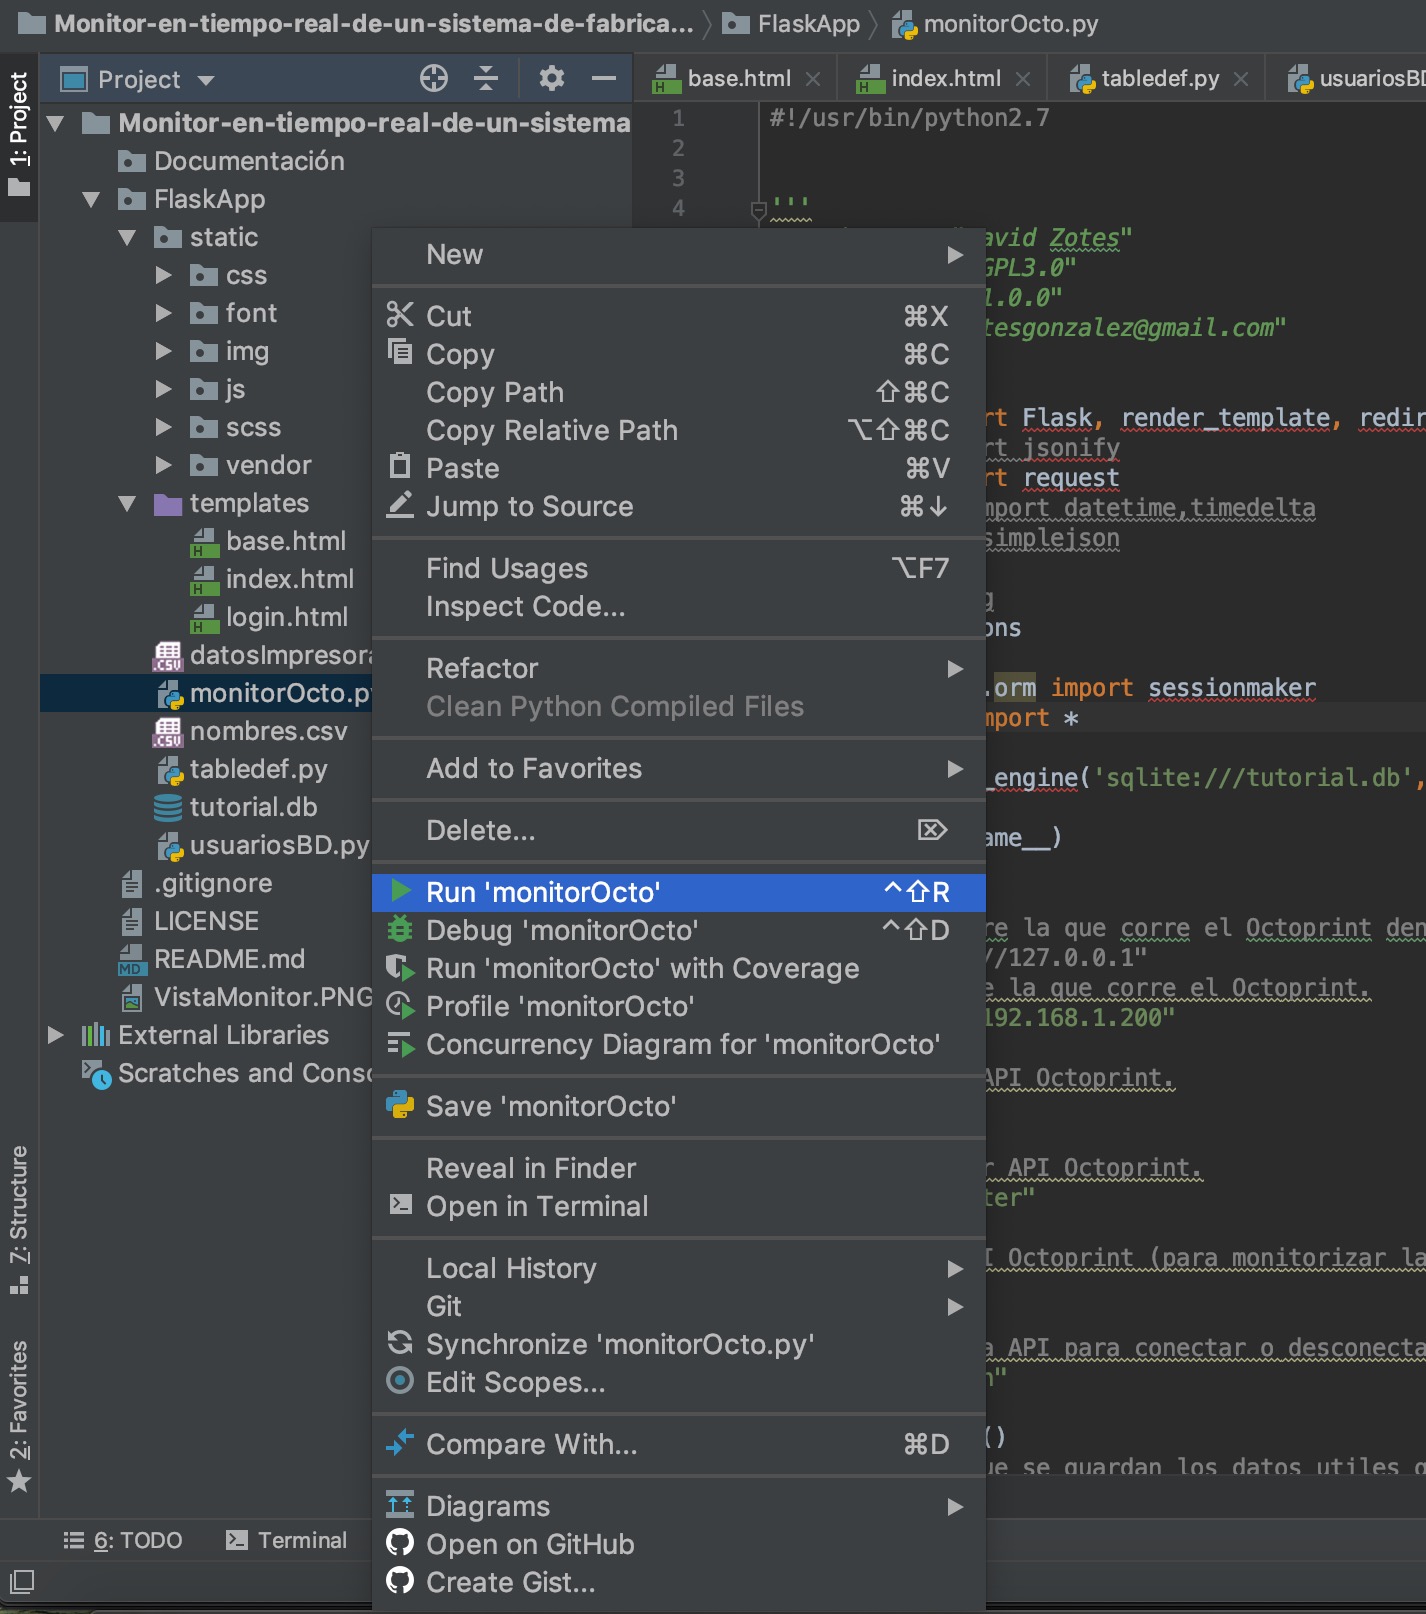 Monitor-en-tiempo-real-de-un-sistema-de-fabrica... FlaskApp monitorOcto.py
1: Project
Project
base.html
index.html
tabledef.py
Monitor-en-tiempo-real-de-un-sistema
Documentación
FlaskApp
static
css
font
img
js
scss
vendor
templates
base.html
index.html
login.html
monitorOcto.py
nombres.csv
tabledef.py
tutorial.db
usuariosBD.py
.gitignore
LICENSE
README.md
VistaMonitor.PNG
External Libraries
Scratches and
7: Structure
2: Favorites
New
Cut ⌘X
Copy ⌘C
Copy Path ⇧⌘C
Copy Relative Path ⌥⇧⌘C
Paste ⌘V
Jump to Source ⌘↓
Find Usages ⌥F7
Inspect Code...
Refactor
Clean Python Compiled Files
Add to Favorites
Delete... ⌦
Run 'monitorOcto' ^⇧R
Debug 'monitorOcto' ^⇧D
Run 'monitorOcto' with Coverage
Profile 'monitorOcto'
Concurrency Diagram for 'monitorOcto'
Save 'monitorOcto'
Reveal in Finder
Open in Terminal
Local History
Git
Synchronize 'monitorOcto.py'
Edit Scopes...
Compare With... ⌘D
Diagrams
Open on GitHub
Create Gist...
1 #!/usr/bin/python2.7
2
3
4 '''
avid Zotes"
GPL3.0"
1.0.0"
tesgonzalez@gmail.com"
rt Flask, render_template, redir
rt jsonify
rt request
mport datetime,timedelta
simplejson
g
ons
.orm import sessionmaker
mport *
_engine('sqlite:///tutorial.db',
ame__)
re la que corre el Octoprint den
//127.0.0.1"
e la que corre el Octoprint.
192.168.1.200"
API Octoprint.
r API Octoprint.
ter"
I Octoprint (para monitorizar la
a API para conectar o desconecta
n"
()
ue se guardan los datos utiles
6: TODO
Terminal